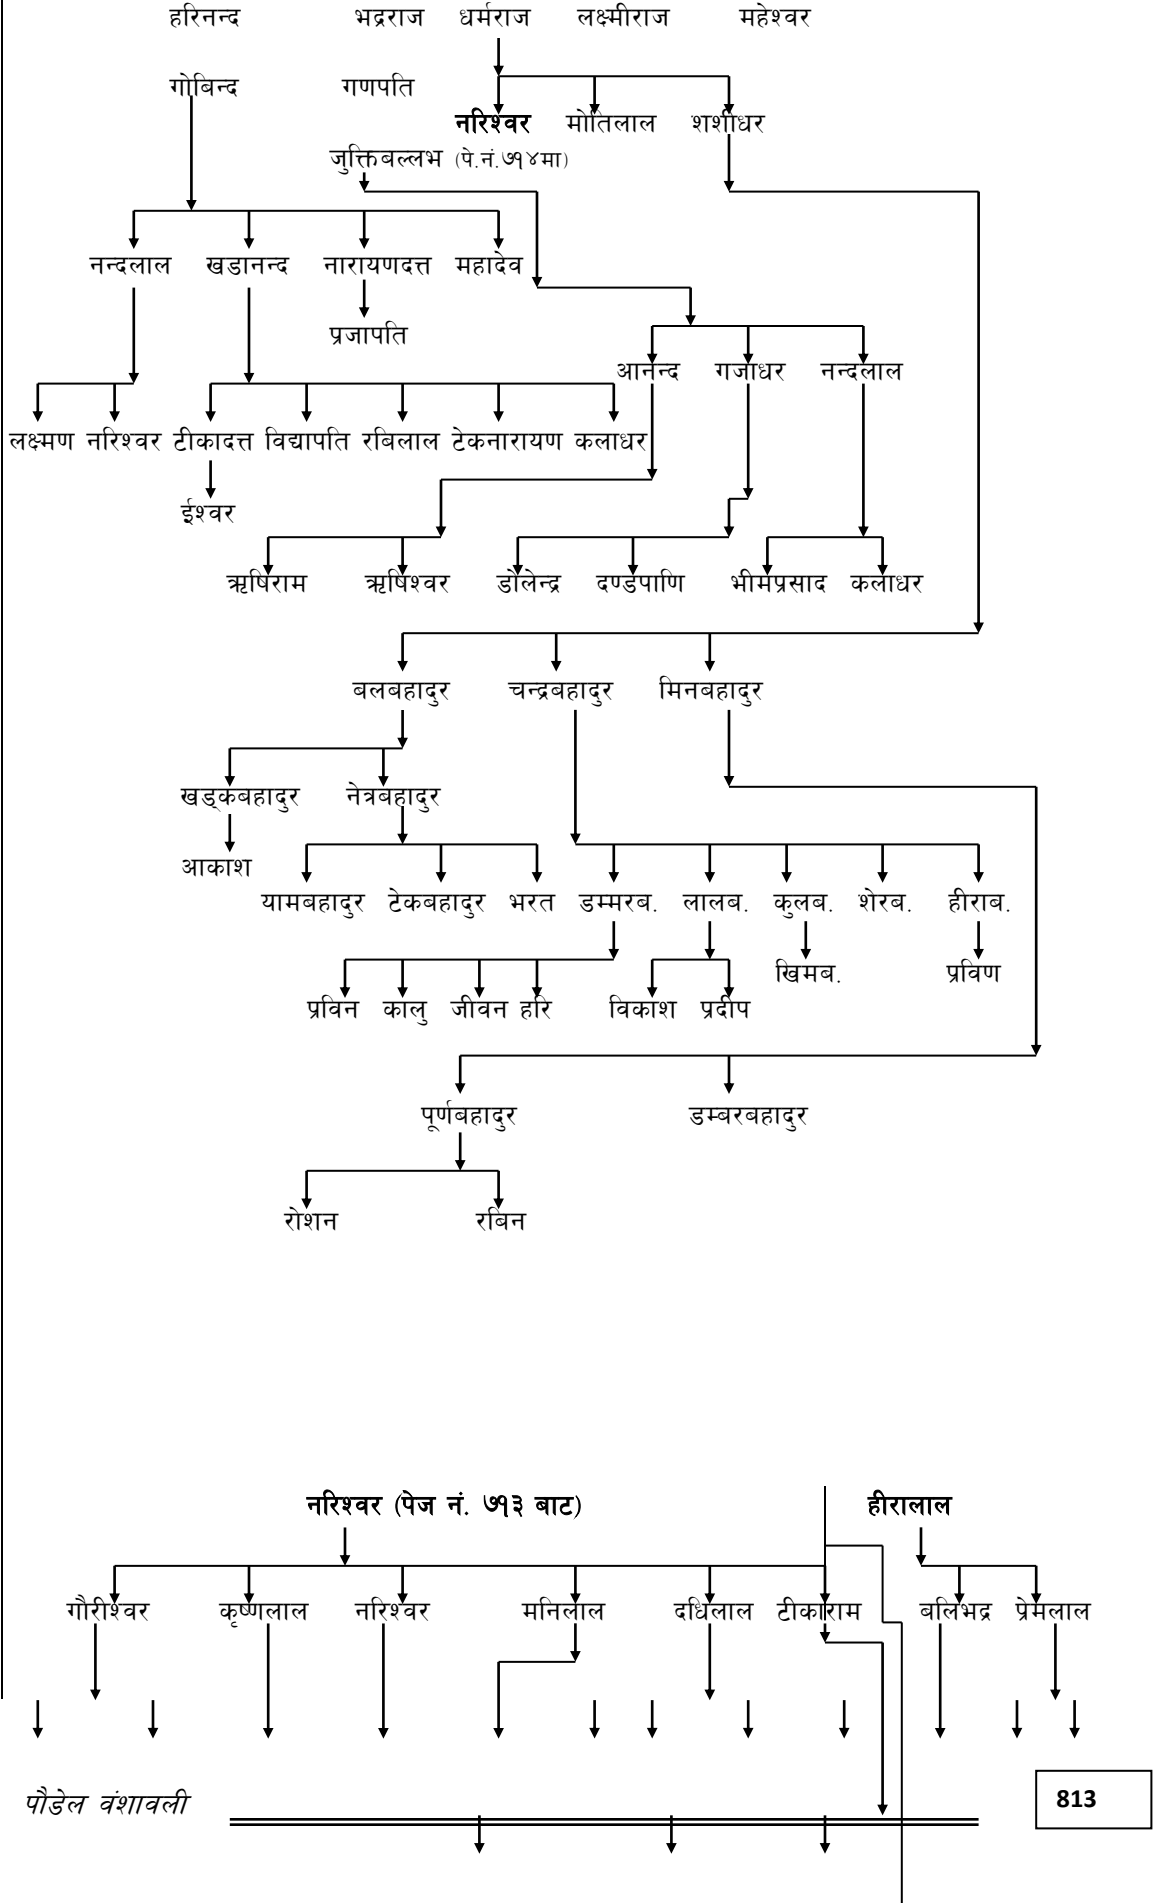 हरिनन्द भद्रराज धर्मराज लक्ष्मीराज महेश्वर
गोबिन्द गणपति
नरिश्वर मोतिलाल शशीधर
जुक्तिबल्लभ (पे.नं.७१४मा)
नन्दलाल खडानन्द नारायणदत्त महादेव
प्रजापति
आनन्द गजाधर नन्दलाल
लक्ष्मण नरिश्वर टीकादत्त विद्यापति रबिलाल टेकनारायण कलाधर
ईश्वर
ऋषिराम ऋषिश्वर डोलेन्द्र दण्डपाणि भीमप्रसाद कलाधर
बलबहादुर चन्द्रबहादुर मिनबहादुर
खड्कबहादुर नेत्रबहादुर
आकाश
यामबहादुर टेकबहादुर भरत डम्मरब. लालब. कुलब. शेरब. हीराब.
खिमब. प्रविण
प्रविन कालु जीवन हरि विकाश प्रदीप
पूर्णबहादुर डम्बरबहादुर
रोशन रबिन
नरिश्वर (पेज नं. ७१३ बाट) हीरालाल
गौरीश्वर कृष्णलाल नरिश्वर मनिलाल दधिलाल टीकाराम बलिभद्र प्रेमलाल
पौडेल वंशावली 813